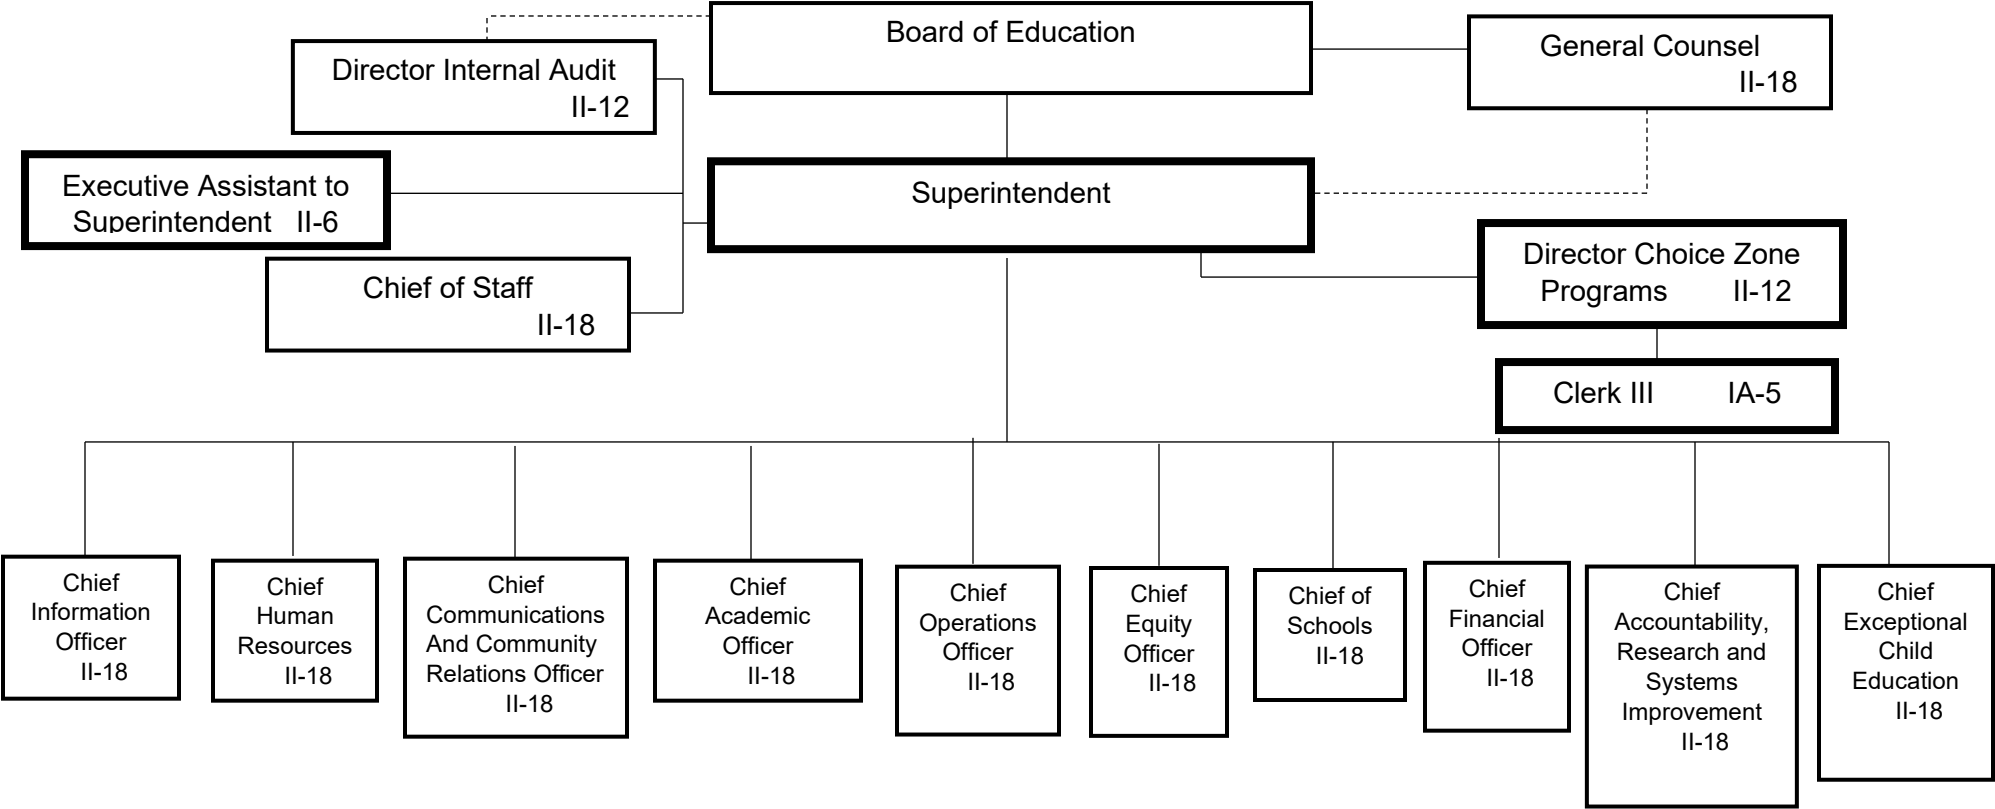 Board of Education
General Counsel
II-18
Director Internal Audit
II-12
Executive Assistant to
Superintendent II-6
Superintendent
Chief of Staff
II-18
Director Choice Zone
Programs II-12
Clerk III IA-5
Chief
Information
Officer
II-18
Chief
Human
Resources
II-18
Chief
Communications
And Community
Relations Officer
II-18
Chief
Academic
Officer
II-18
Chief
Operations
Officer
II-18
Chief
Equity
Officer
II-18
Chief of
Schools
II-18
Chief
Financial
Officer
II-18
Chief
Accountability,
Research and
Systems
Improvement
II-18
Chief
Exceptional
Child
Education
II-18